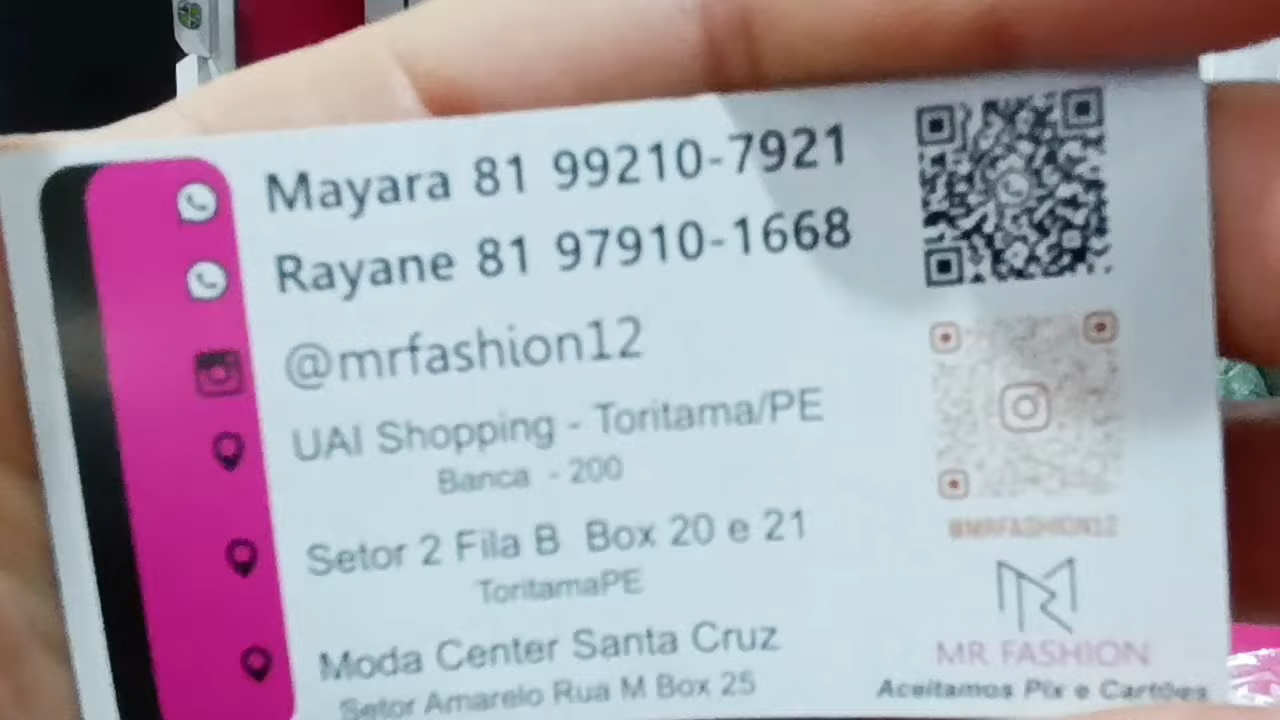 Mayara 81 99210-7921
Rayane 81 97910-1668
@mrfashion12
UAI Shopping - Toritama/PE
Banca - 200
Setor 2 Fila B Box 20 e 21
ToritamaPE
Moda Center Santa Cruz
Setor Amarelo Rua M Box 25
@MRFASHION12
MR FASHION
Aceitamos Pix e Cartões